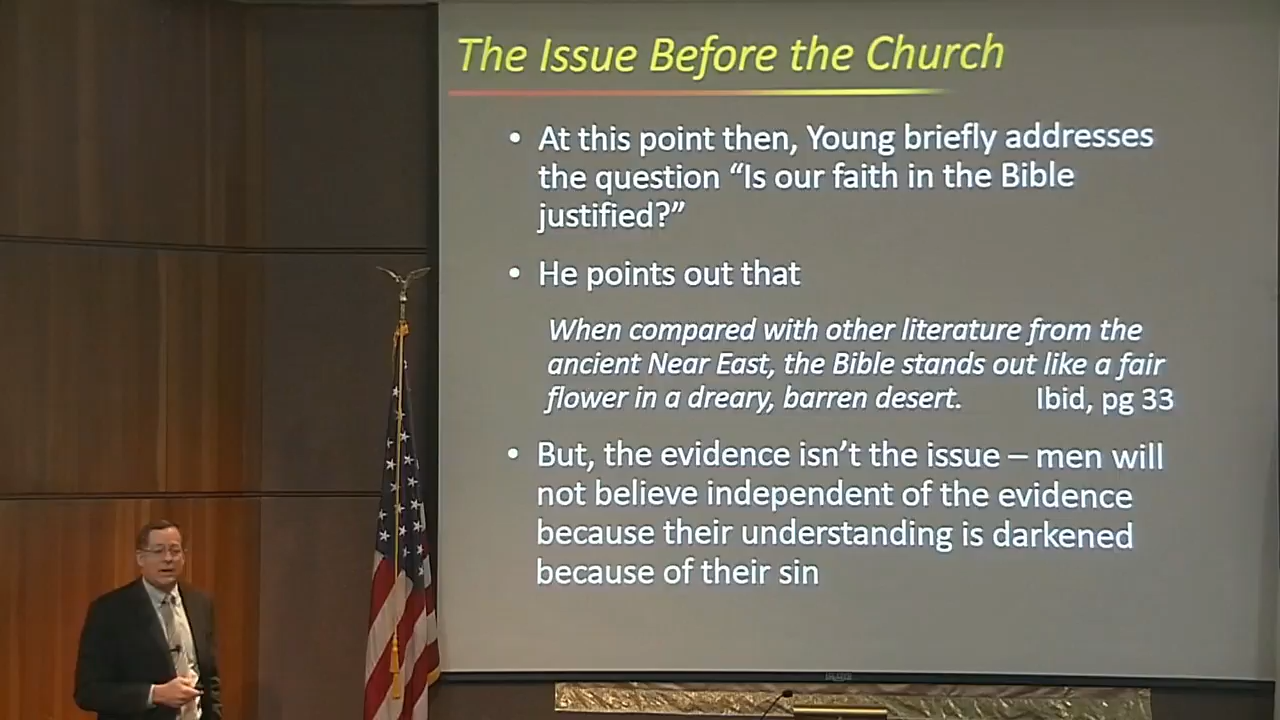 The Issue Before the Church
• At this point then, Young briefly addresses
the question “Is our faith in the Bible
justified?”
• He points out that
When compared with other literature from the
ancient Near East, the Bible stands out like a fair
flower in a dreary, barren desert. Ibid, pg 33
• But, the evidence isn’t the issue – men will
not believe independent of the evidence
because their understanding is darkened
because of their sin